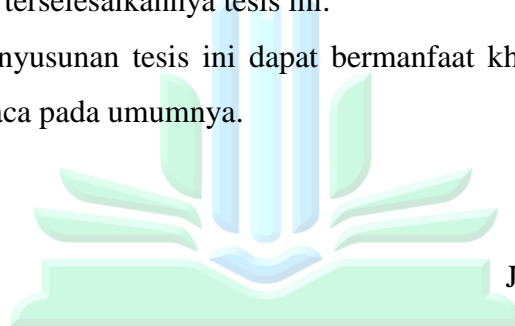 terselesaikannya tesis ini.
nyusunan tesis ini dapat bermanfaat kh
aca pada umumnya.
J